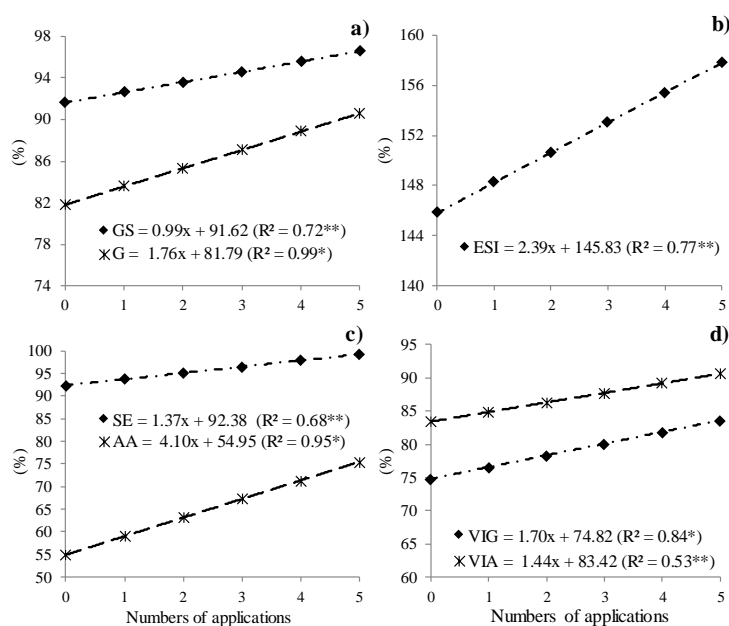 a)
98
94
90
86
82
78
74
(%)
GS = 0.99x + 91.62 (R² = 0.72**)
G = 1.76x + 81.79 (R² = 0.99*)
0 1 2 3 4 5
b)
160
156
152
148
144
140
(%)
ESI = 2.39x + 145.83 (R² = 0.77**)
0 1 2 3 4 5
c)
100
95
90
85
80
75
70
65
60
55
50
(%)
SE = 1.37x + 92.38 (R² = 0.68**)
AA = 4.10x + 54.95 (R² = 0.95*)
0 1 2 3 4 5
Numbers of applications
d)
95
90
85
80
75
70
65
60
(%)
VIG = 1.70x + 74.82 (R² = 0.84*)
VIA = 1.44x + 83.42 (R² = 0.53**)
0 1 2 3 4 5
Numbers of applications